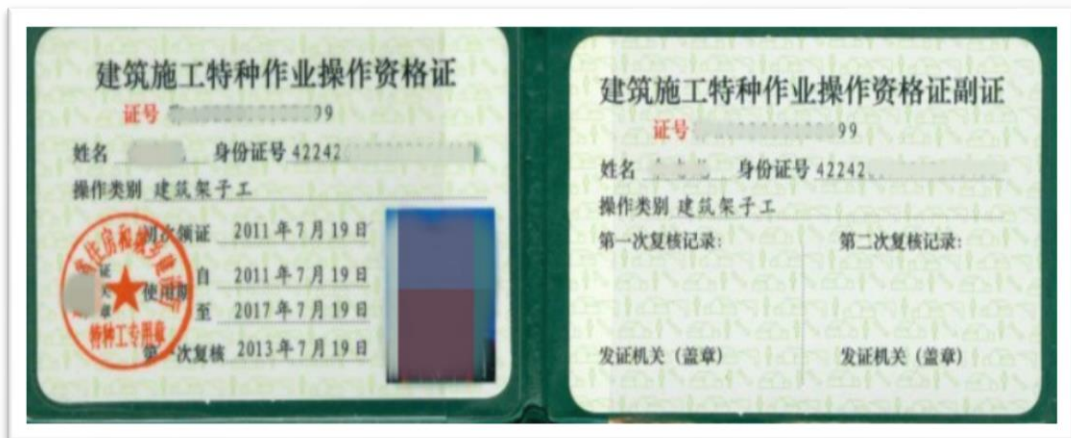 建筑施工特种作业操作资格证
证号 99
姓名 身份证号 42242
操作类别 建筑架子工
初次领证 2011年7月19日
使用期 自 2011年7月19日
至 2017年7月19日
第一次复核 2013年7月19日
住房和城乡建设厅
特种工专用章
建筑施工特种作业操作资格证副证
证号 99
姓名 身份证号 42242
操作类别 建筑架子工
第一次复核记录: 第二次复核记录:
发证机关(盖章) 发证机关(盖章)